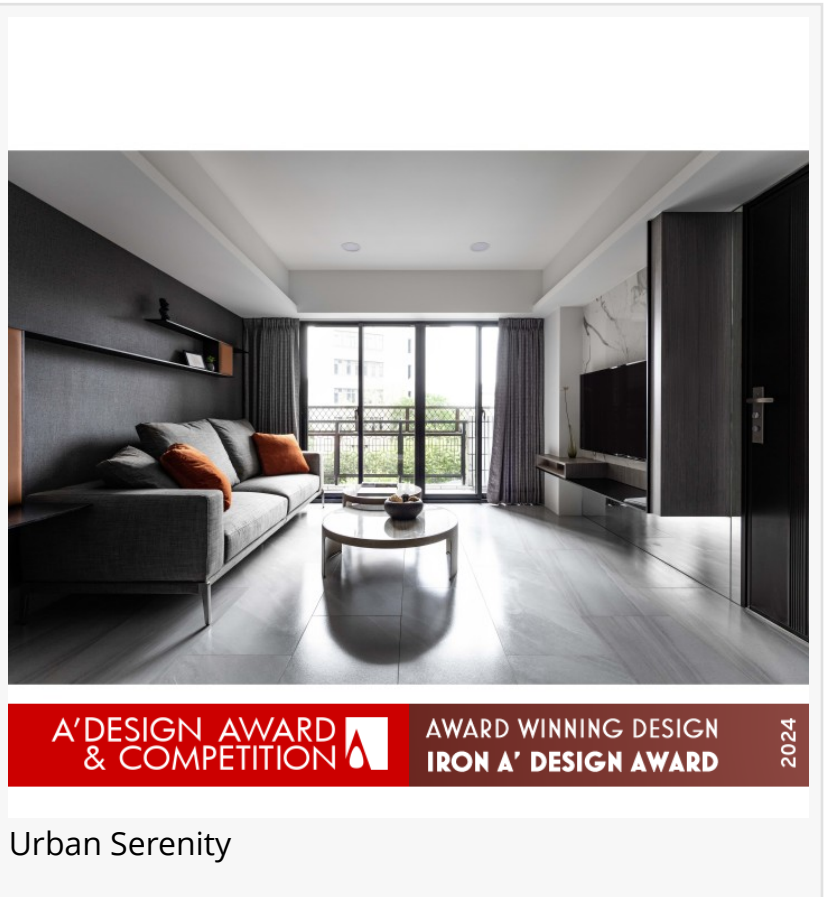 A'DESIGN AWARD
& COMPETITION
AWARD WINNING DESIGN
IRON A' DESIGN AWARD
2024
Urban Serenity